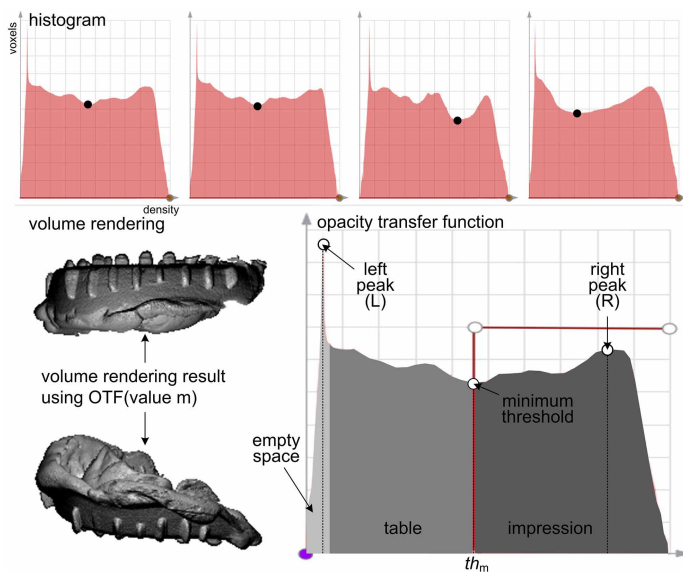 histogram
voxels
density
volume rendering
opacity transfer function
left
peak
(L)
right
peak
(R)
volume rendering result
using OTF(value m)
minimum
threshold
empty
space
table
impression
thm